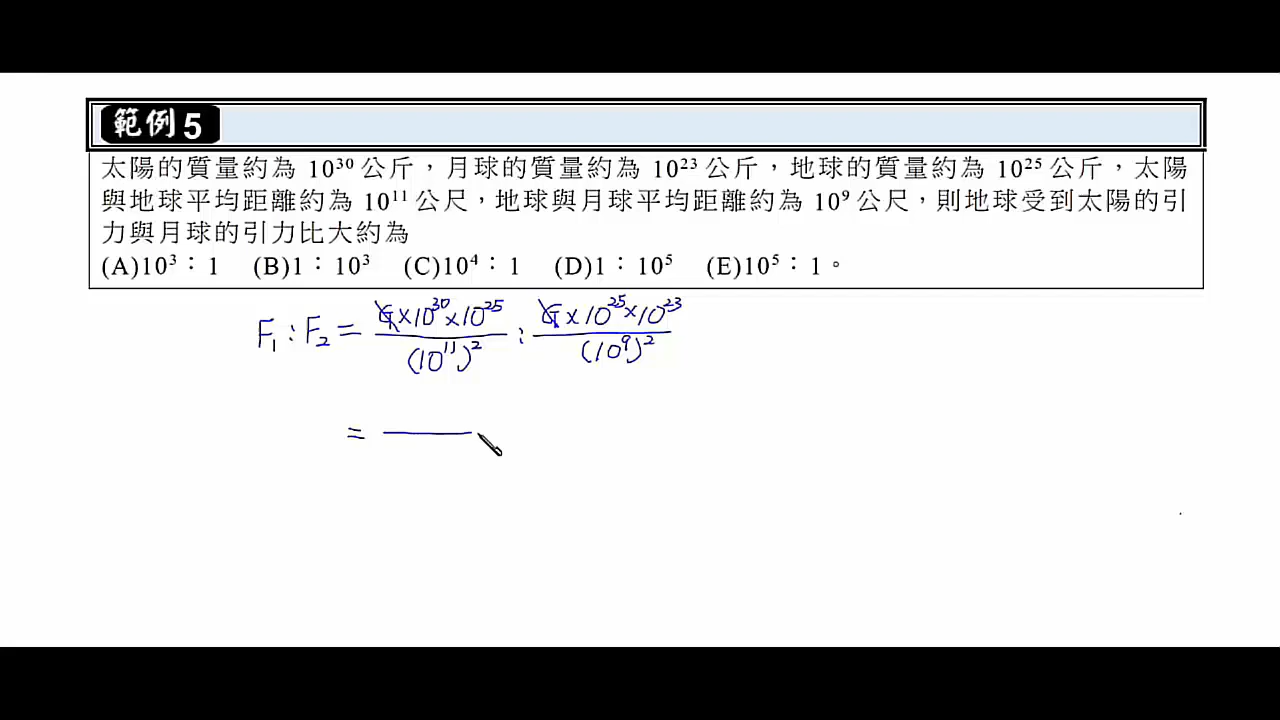 範例5
太陽的質量約為 10³⁰ 公斤，月球的質量約為 10²³ 公斤，地球的質量約為 10²⁵ 公斤，太陽
與地球平均距離約為 10¹¹ 公尺，地球與月球平均距離約為 10⁹ 公尺，則地球受到太陽的引
力與月球的引力比大約為
(A)10³：1 (B)1：10³ (C)10⁴：1 (D)1：10⁵ (E)10⁵：1。
F₁ : F₂ = G×10³⁰×10²⁵ / (10¹¹)² : G×10²⁵×10²³ / (10⁹)²
=